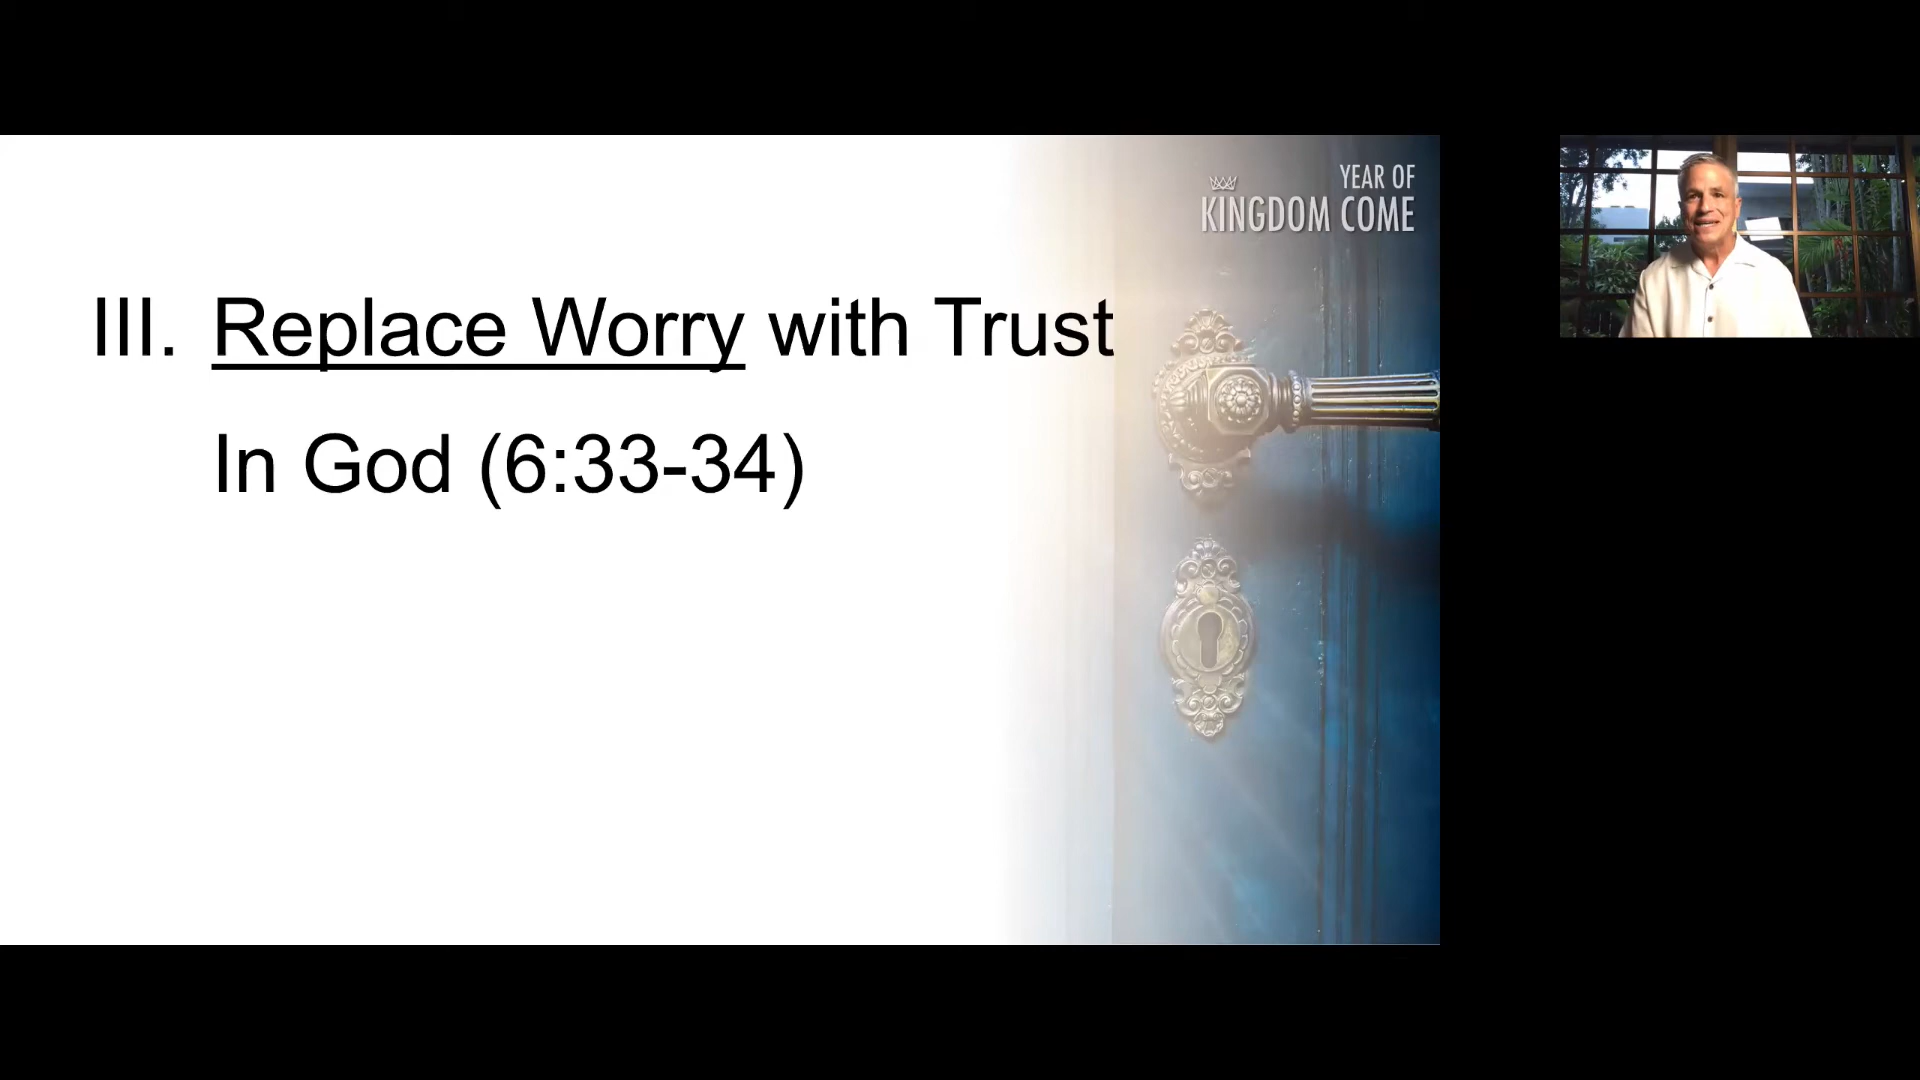 YEAR OF
KINGDOM COME
III. Replace Worry with Trust
In God (6:33-34)